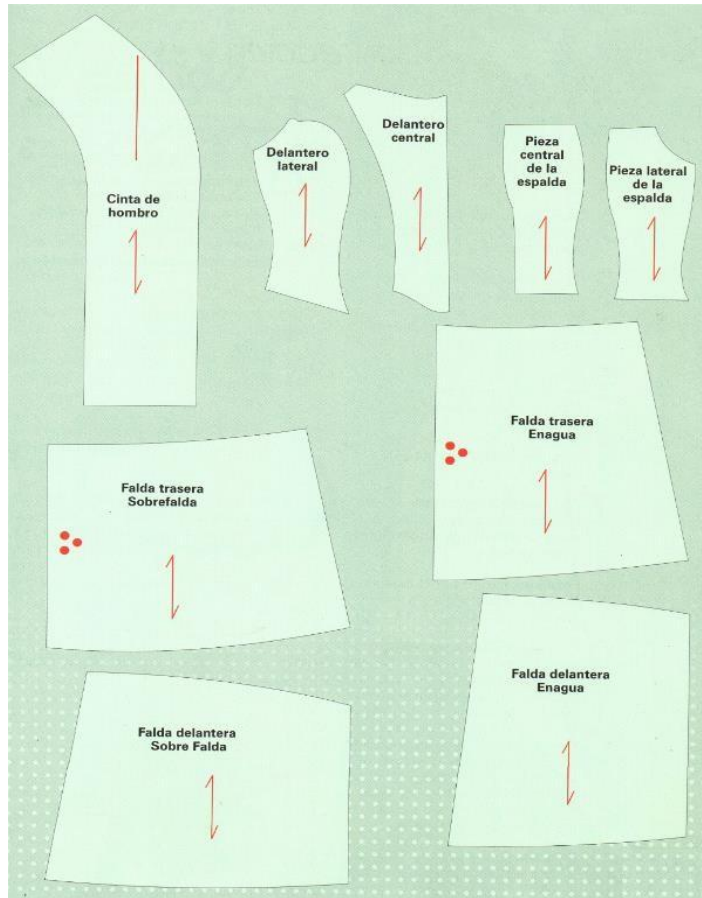 Cinta de
hombro
Delantero
lateral
Delantero
central
Pieza
central
de la
espalda
Pieza lateral
de la
espalda
Falda trasera
Enagua
Falda trasera
Sobrefalda
Falda delantera
Enagua
Falda delantera
Sobre Falda